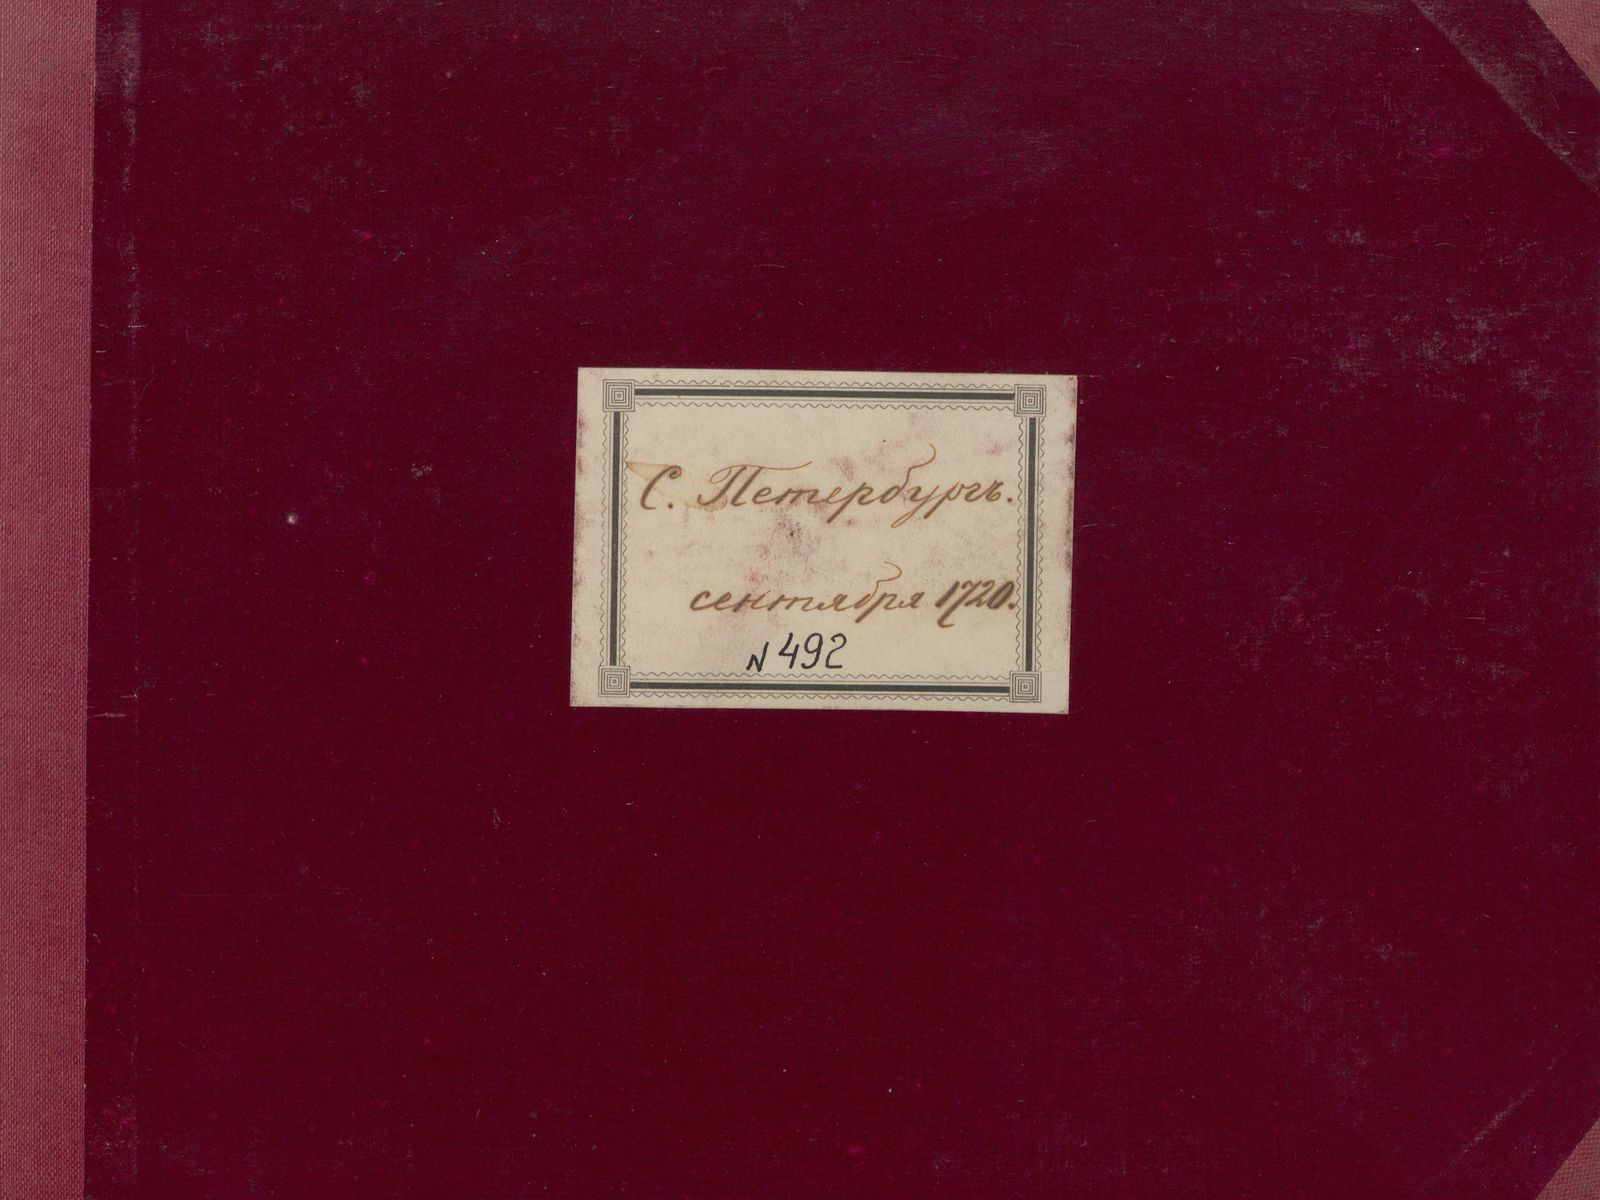 С. Петербургъ.
сентября 1720.
N 492